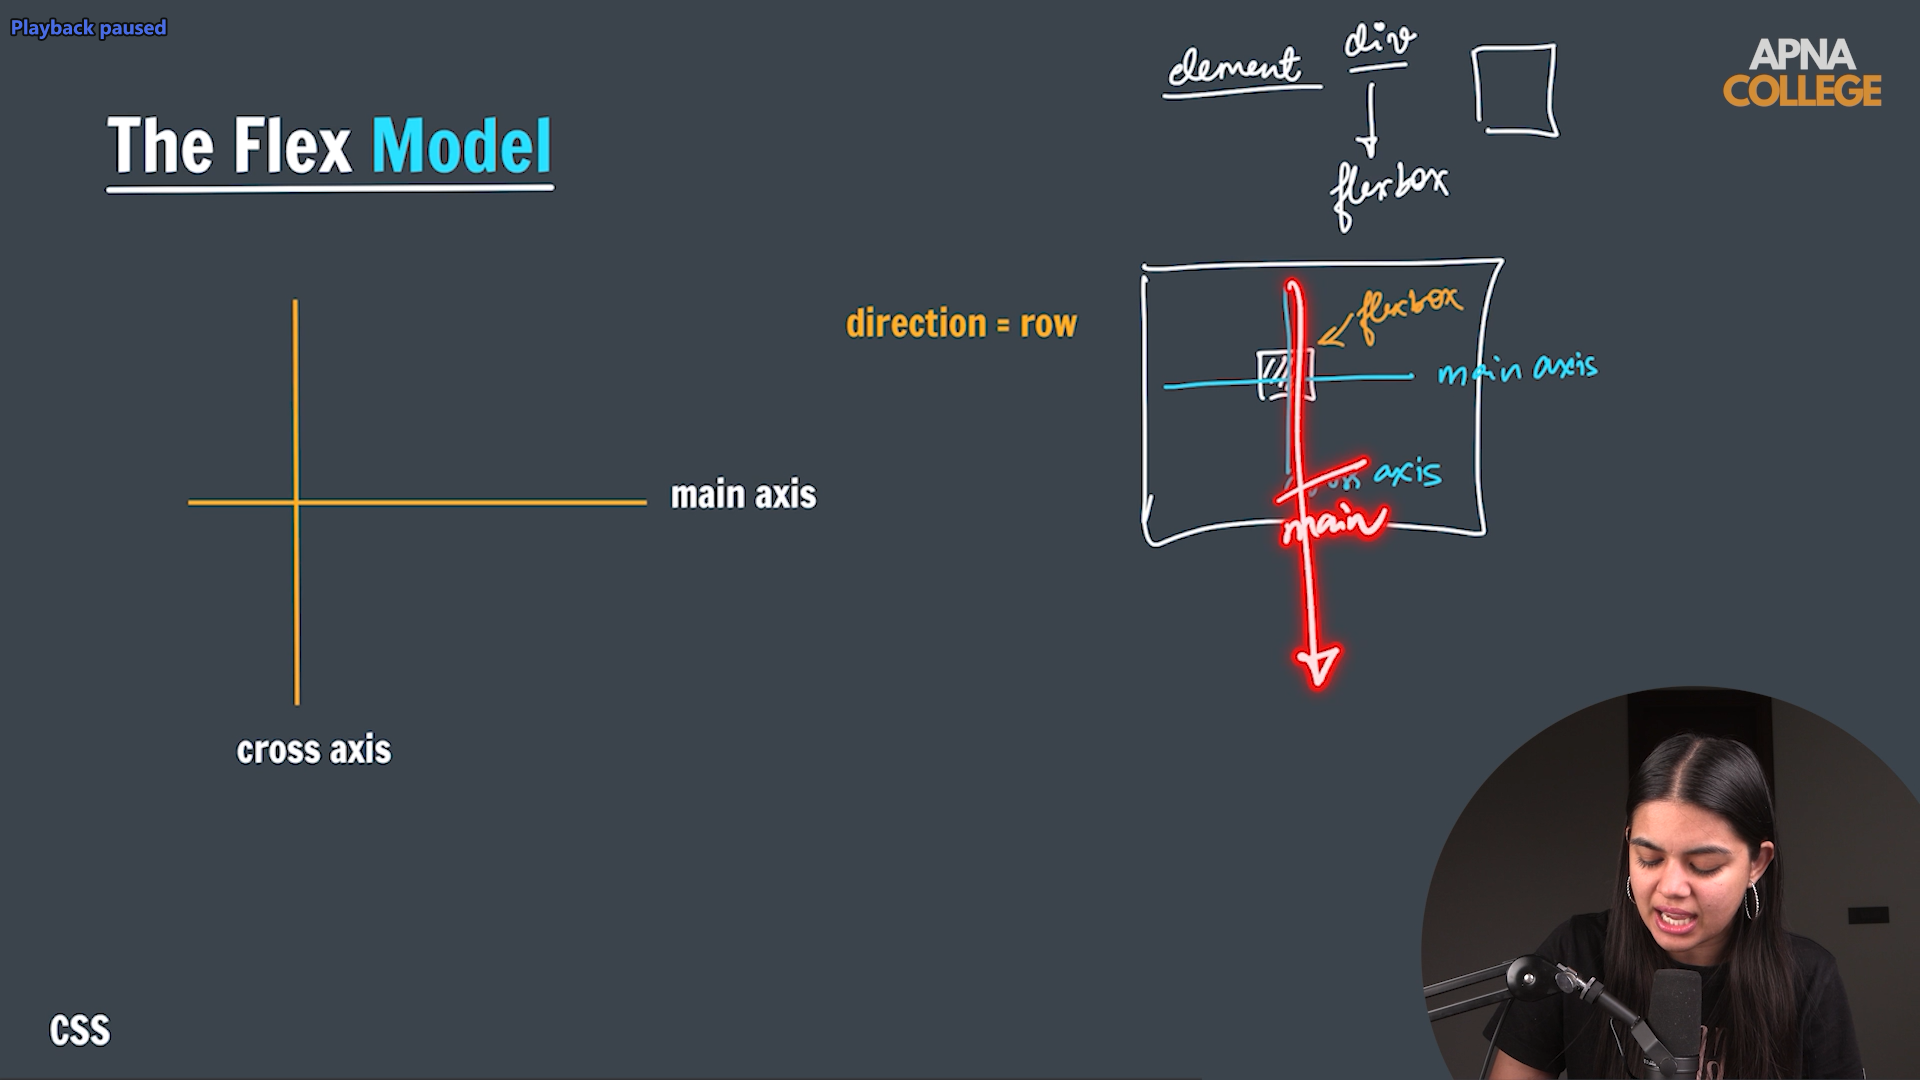 Playback paused
element div
flexbox
APNA
COLLEGE
The Flex Model
direction = row
flexbox
main axis
axis
main
main axis
cross axis
CSS